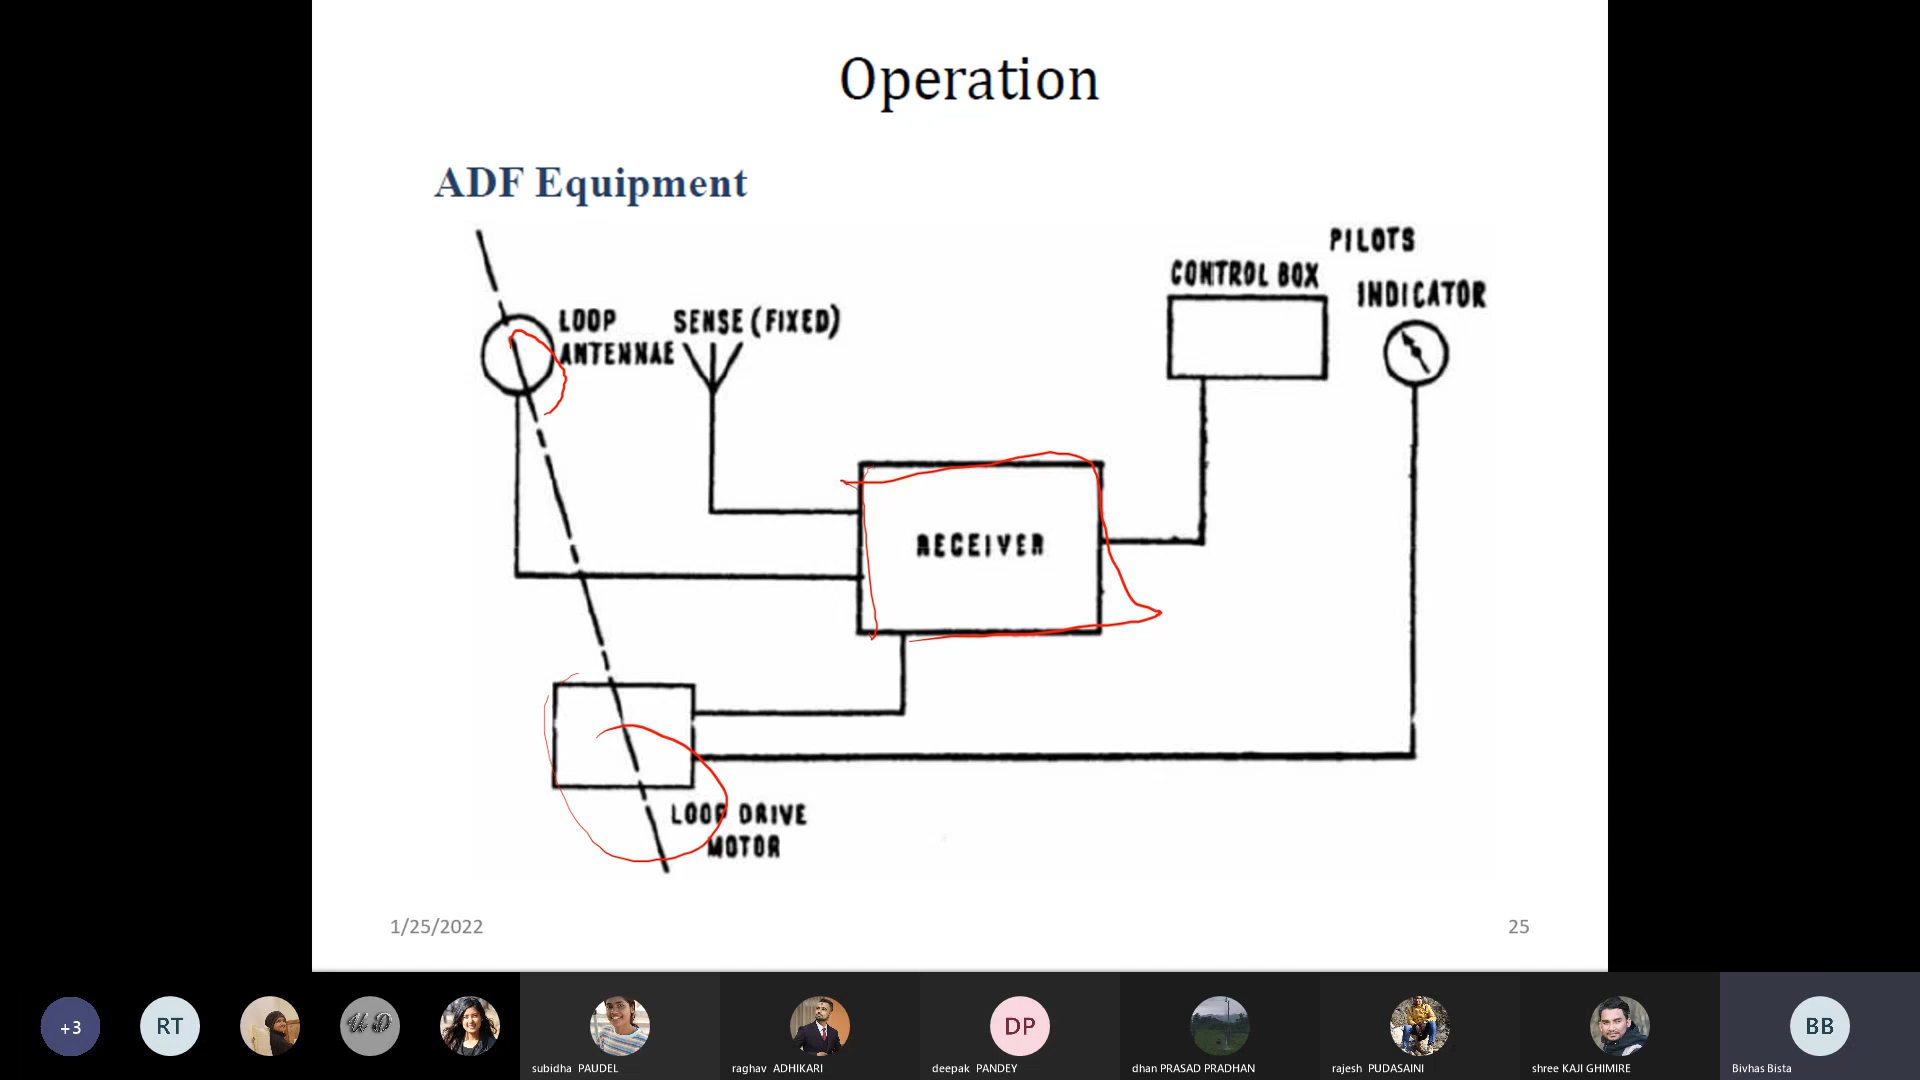 Operation
ADF Equipment
PILOTS
CONTROL BOX
INDICATOR
LOOP
ANTENNAE
SENSE (FIXED)
RECEIVER
LOOP DRIVE
MOTOR
1/25/2022
25
+3
RT
U D
subidha PAUDEL
raghav ADHIKARI
DP
deepak PANDEY
dhan PRASAD PRADHAN
rajesh PUDASAINI
shree KAJI GHIMIRE
BB
Bivhas Bista